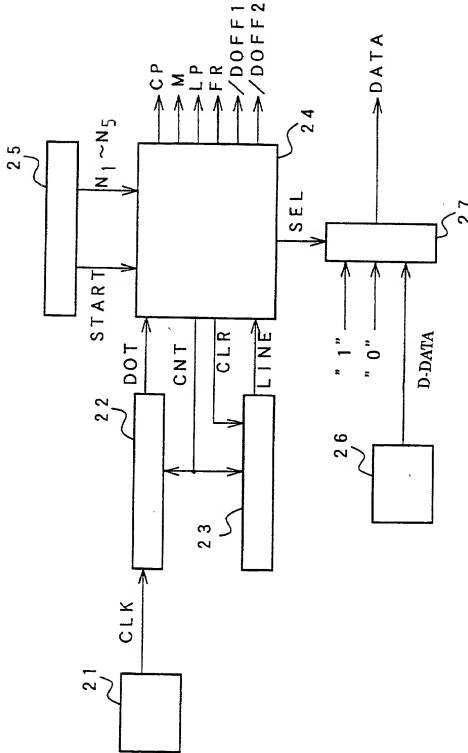 21
CLK
22
DOT
23
CNT
CLR
LINE
25
START
N₁~N₅
CP
M
LP
FR
/DOFF1
/DOFF2
24
SEL
26
"1"
"0"
D-DATA
27
DATA